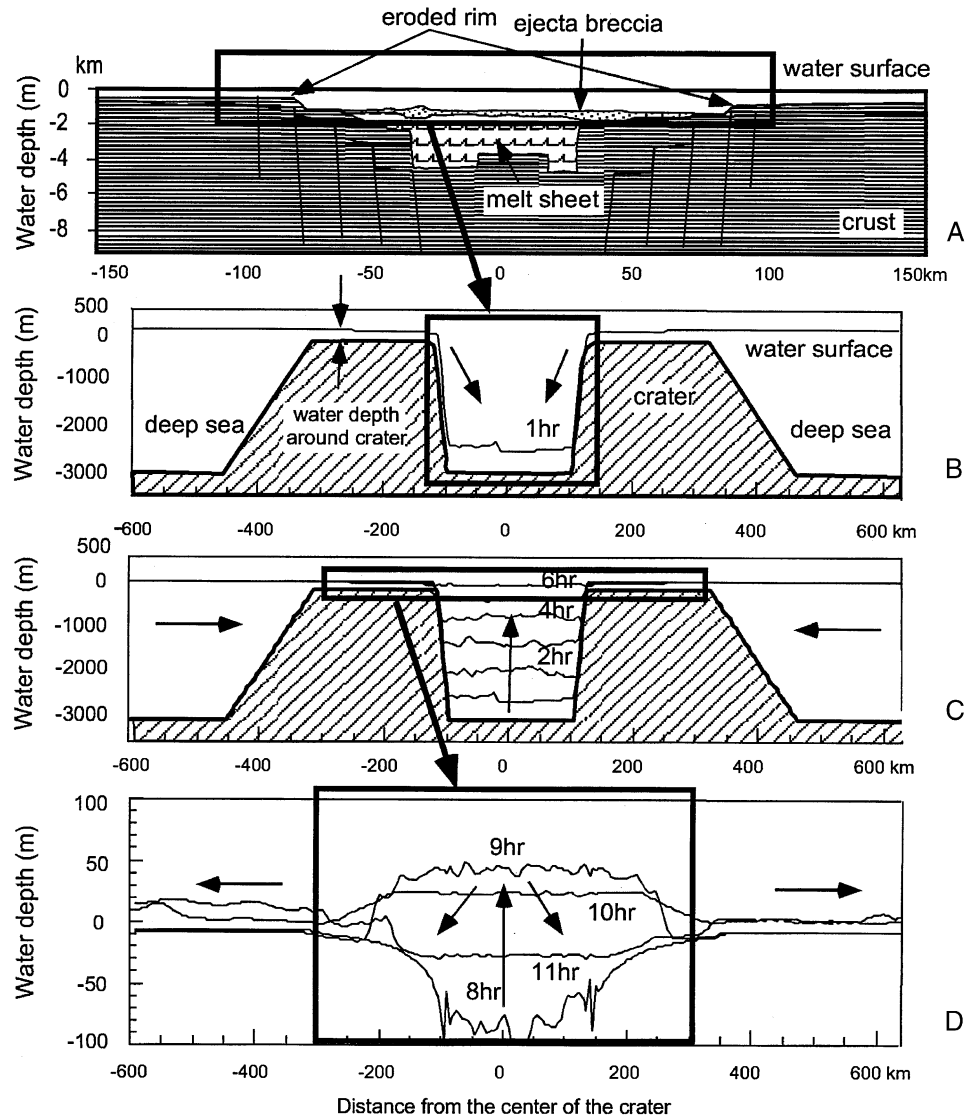 eroded rim
ejecta breccia
km
water surface
Water depth (m)
0
-2
-4
-6
-8
melt sheet
crust
A
-150 -100 -50 0 50 100 150km
Water depth (m)
500
0
-1000
-2000
-3000
deep sea
water depth
around crater
1hr
crater
water surface
deep sea
B
-600 -400 -200 0 200 400 600 km
Water depth (m)
500
0
-1000
-2000
-3000
6hr
4hr
2hr
C
-600 -400 -200 0 200 400 600 km
Water depth (m)
100
50
0
-50
-100
9hr
10hr
11hr
8hr
D
-600 -400 -200 0 200 400 600 km
Distance from the center of the crater